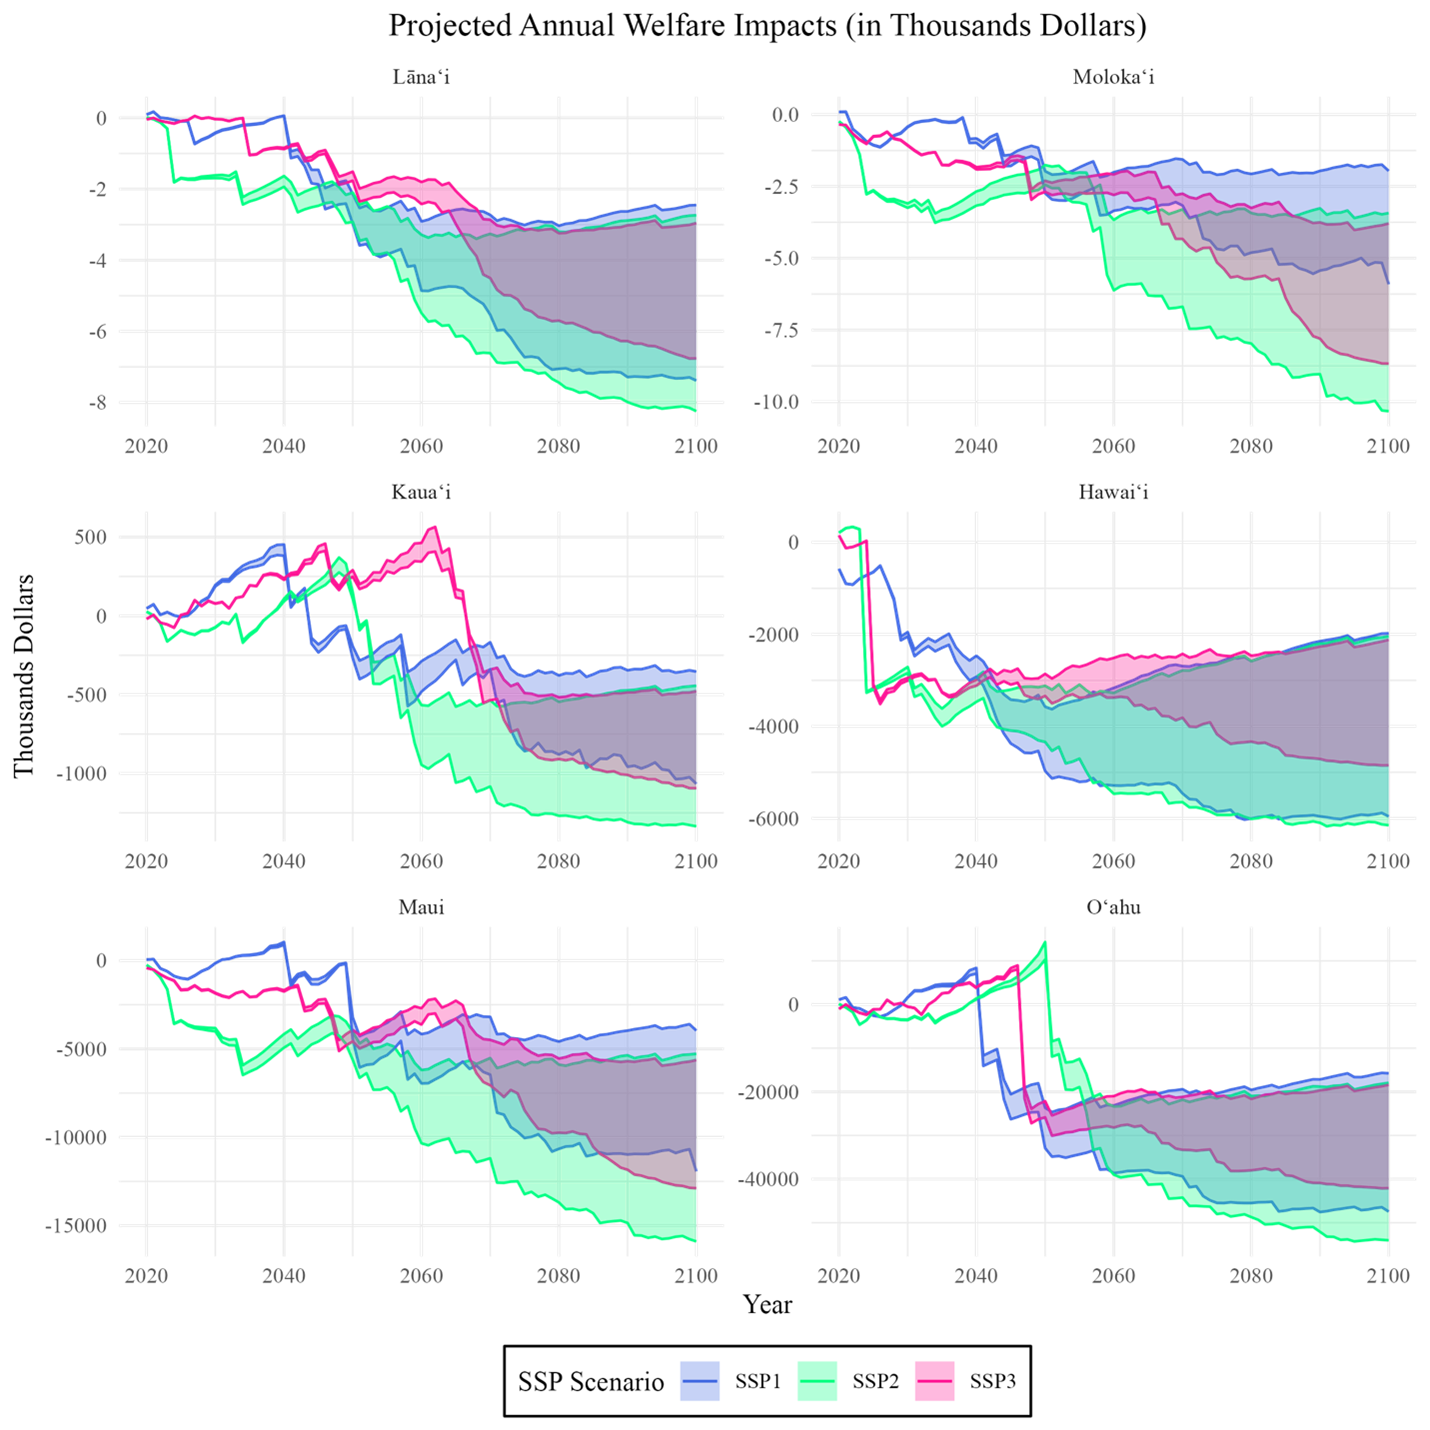 Projected Annual Welfare Impacts (in Thousands Dollars)
Lānaʻi
Molokaʻi
0
-2
-4
-6
-8
0.0
-2.5
-5.0
-7.5
-10.0
2020 2040 2060 2080 2100
2020 2040 2060 2080 2100
Kauaʻi
Hawaiʻi
500
0
-500
-1000
0
-2000
-4000
-6000
2020 2040 2060 2080 2100
2020 2040 2060 2080 2100
Thousands Dollars
Maui
Oʻahu
0
-5000
-10000
-15000
0
-20000
-40000
2020 2040 2060 2080 2100
2020 2040 2060 2080 2100
Year
SSP Scenario SSP1 SSP2 SSP3